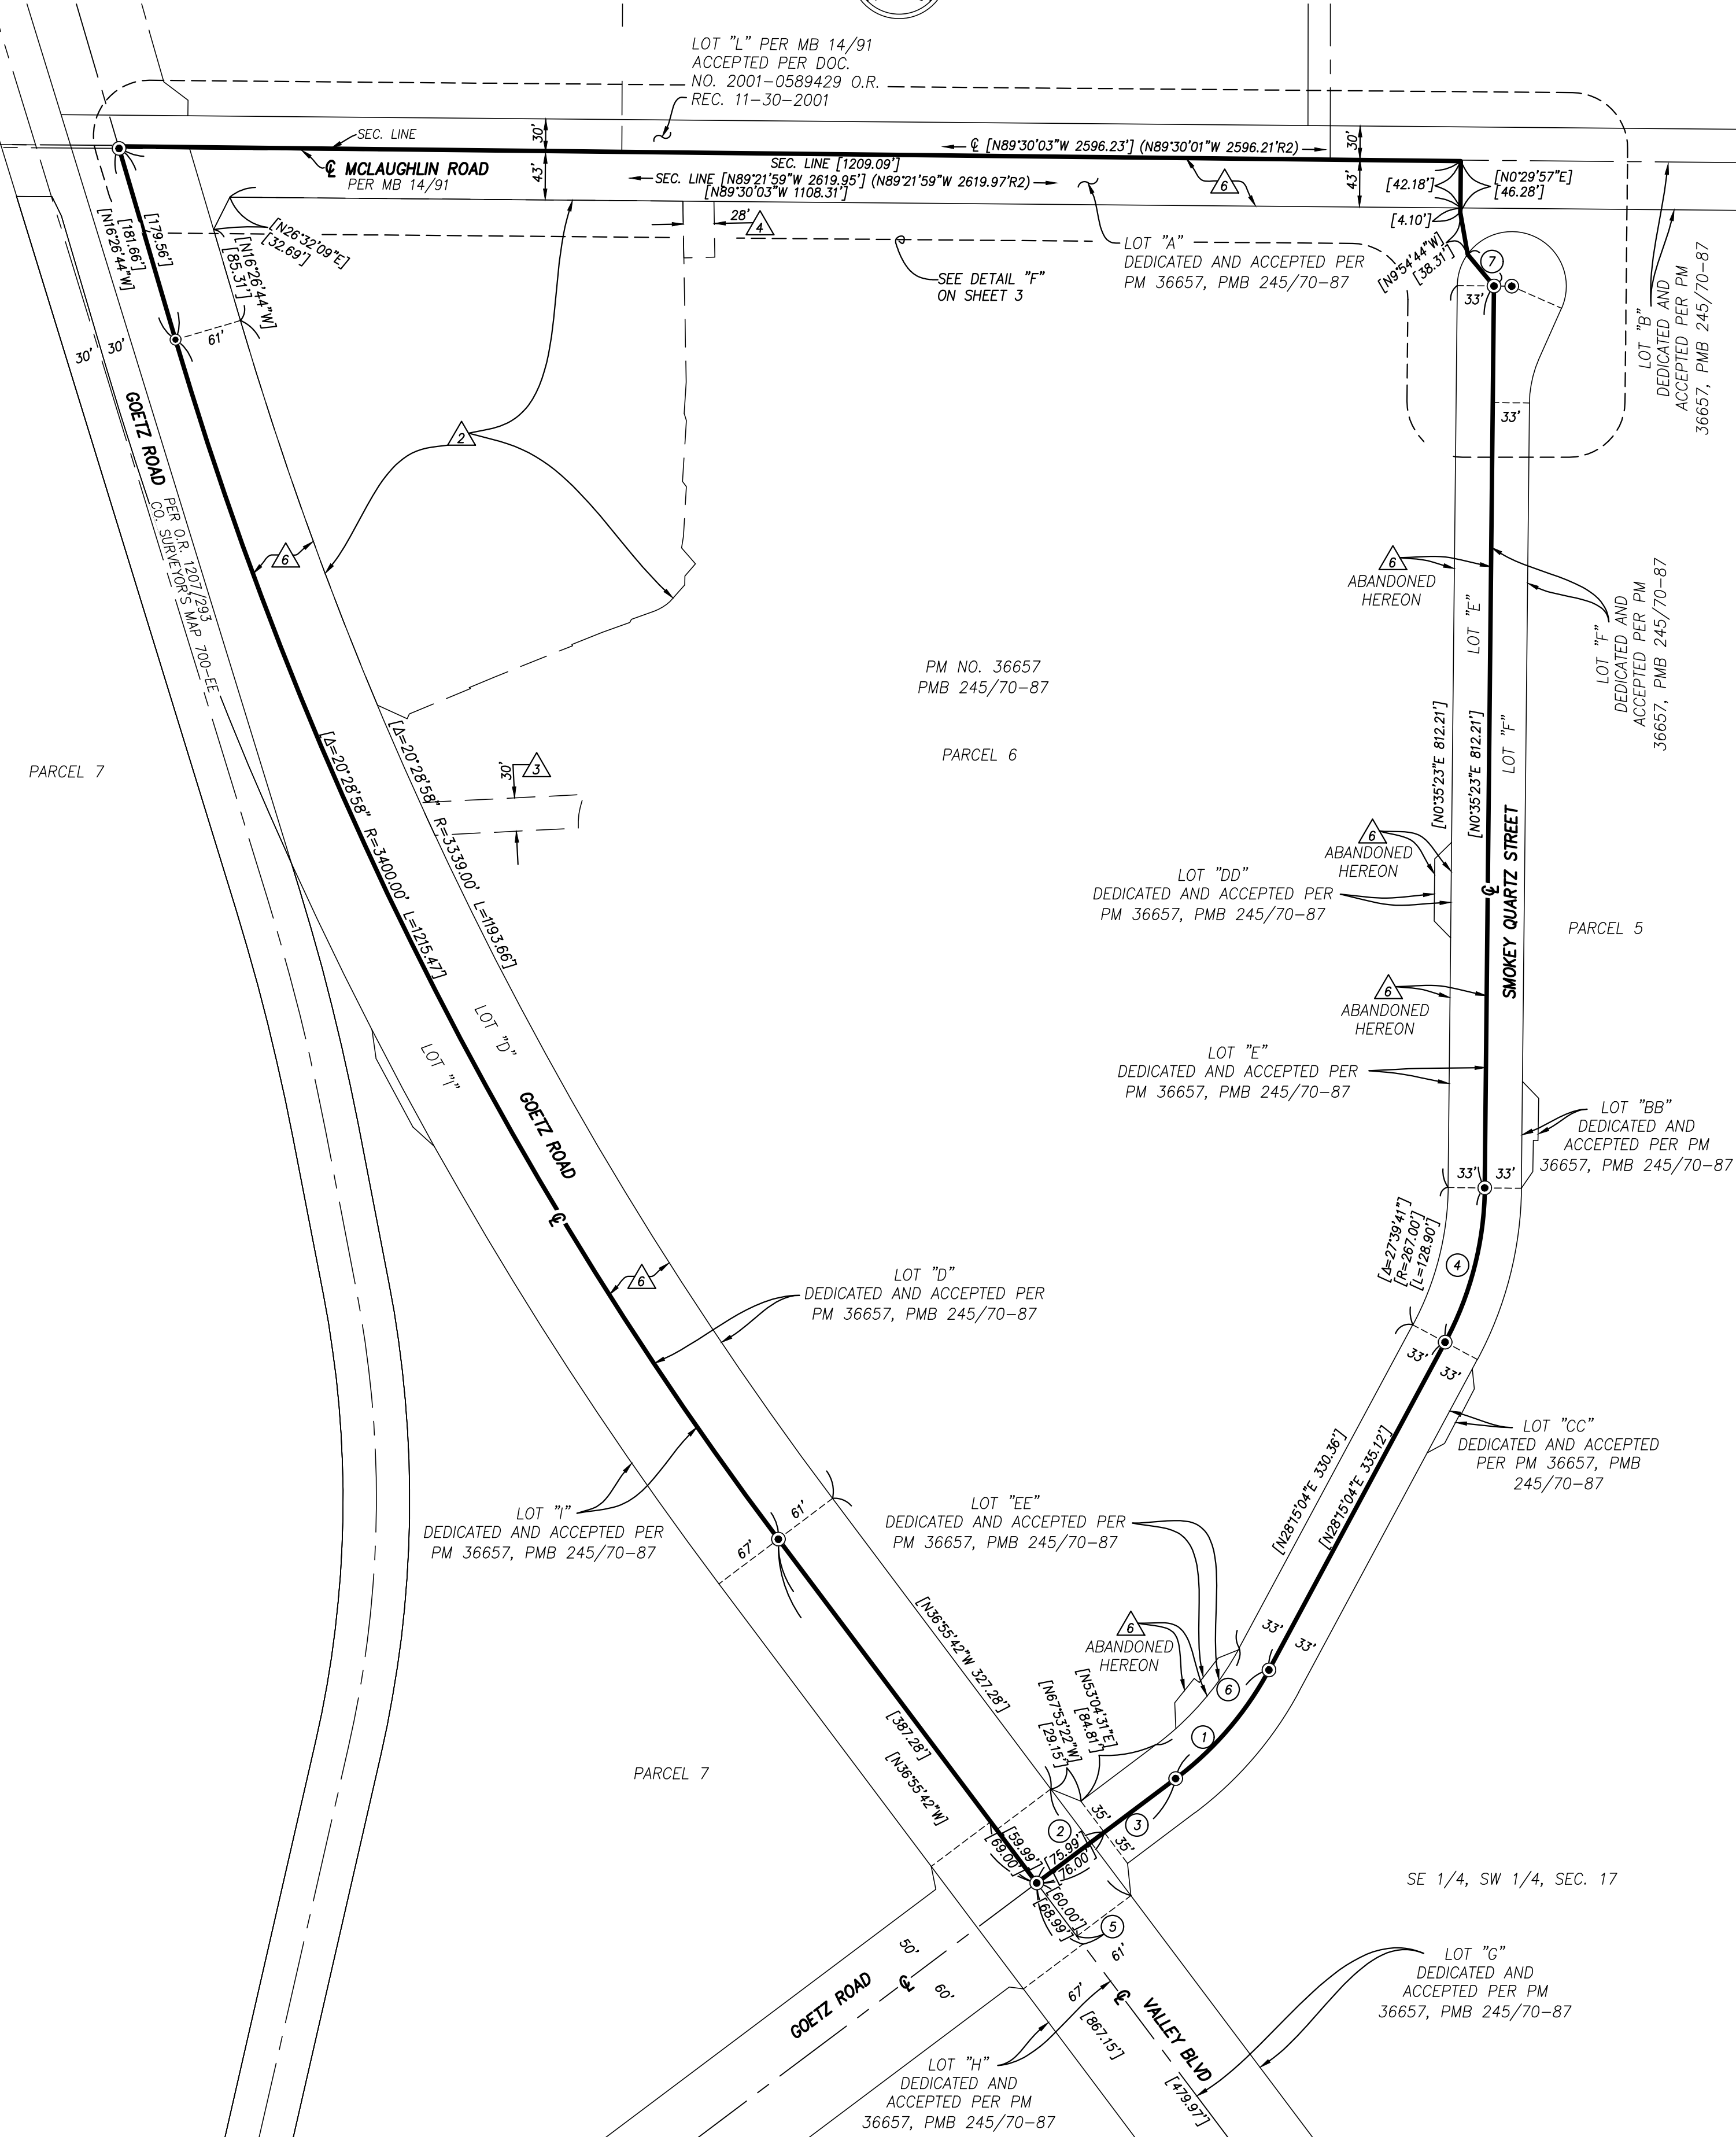 LOT "L" PER MB 14/91
ACCEPTED PER DOC.
NO. 2001-0589429 O.R.
REC. 11-30-2001
SEC. LINE
30'
43'
℄ MCLAUGHLIN ROAD
PER MB 14/91
℄ [N89°30'03"W 2596.23'] (N89°30'01"W 2596.21'R2)
SEC. LINE [1209.09']
SEC. LINE [N89°21'59"W 2619.95'] (N89°21'59"W 2619.97'R2)
[N89°30'03"W 1108.31']
6
30'
43'
[42.18']
[N0°29'57"E]
[46.28']
[4.10']
[N9°54'44"W]
[38.31']
7
33'
33'
28'
4
LOT "A"
DEDICATED AND ACCEPTED PER
PM 36657, PMB 245/70-87
SEE DETAIL "F"
ON SHEET 3
LOT "B"
DEDICATED AND
ACCEPTED PER PM
36657, PMB 245/70-87
[179.56']
[181.66']
[N16°26'44"W]
[N26°32'09"E]
[32.69']
[N16°26'44"W]
[85.31']
61'
30'
30'
GOETZ ROAD
PER O.R. 1207/293
CO. SURVEYOR'S MAP 700-EE
2
6
6
ABANDONED
HEREON
LOT "E"
LOT "F"
DEDICATED AND
ACCEPTED PER PM
36657, PMB 245/70-87
PM NO. 36657
PMB 245/70-87
PARCEL 6
PARCEL 7
30'
3
[Δ=20°28'58" R=3400.00' L=1215.47']
[Δ=20°28'58" R=3339.00' L=1193.66']
[N0°35'23"E 812.21']
[N0°35'23"E 812.21']
LOT "F"
℄
SMOKEY QUARTZ STREET
6
ABANDONED
HEREON
LOT "DD"
DEDICATED AND ACCEPTED PER
PM 36657, PMB 245/70-87
PARCEL 5
6
ABANDONED
HEREON
LOT "E"
DEDICATED AND ACCEPTED PER
PM 36657, PMB 245/70-87
LOT "BB"
DEDICATED AND
ACCEPTED PER PM
36657, PMB 245/70-87
LOT "D"
LOT "I"
GOETZ ROAD
℄
33'
33'
[Δ=27°39'41"]
[R=267.00']
[L=128.90']
4
6
LOT "D"
DEDICATED AND ACCEPTED PER
PM 36657, PMB 245/70-87
33'
33'
LOT "CC"
DEDICATED AND ACCEPTED
PER PM 36657, PMB
245/70-87
[N28°15'04"E 330.36']
[N28°15'04"E 335.12']
LOT "I"
DEDICATED AND ACCEPTED PER
PM 36657, PMB 245/70-87
61'
67'
LOT "EE"
DEDICATED AND ACCEPTED PER
PM 36657, PMB 245/70-87
6
ABANDONED
HEREON
33'
33'
6
1
[N36°55'42"W 327.28']
[N53°04'31"E]
[84.81']
[N67°53'22"W]
[29.15']
[387.28']
[N36°55'42"W]
PARCEL 7
35'
35'
2
3
[59.99']
[69.00']
[75.99']
[76.00']
[60.00']
[68.99']
5
SE 1/4, SW 1/4, SEC. 17
50'
60'
GOETZ ROAD
℄
61'
67'
℄
VALLEY BLVD
[867.15']
[479.97']
LOT "G"
DEDICATED AND
ACCEPTED PER PM
36657, PMB 245/70-87
LOT "H"
DEDICATED AND
ACCEPTED PER PM
36657, PMB 245/70-87